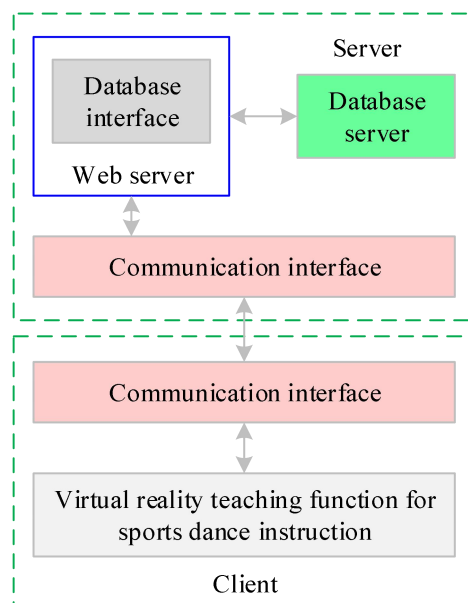 Server
Database
interface
Web server
Database
server
Communication interface
Communication interface
Virtual reality teaching function for
sports dance instruction
Client